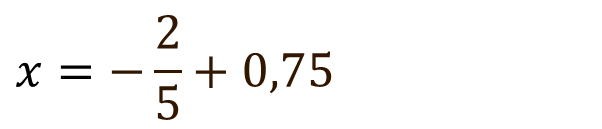 x = −2/5 + 0,75